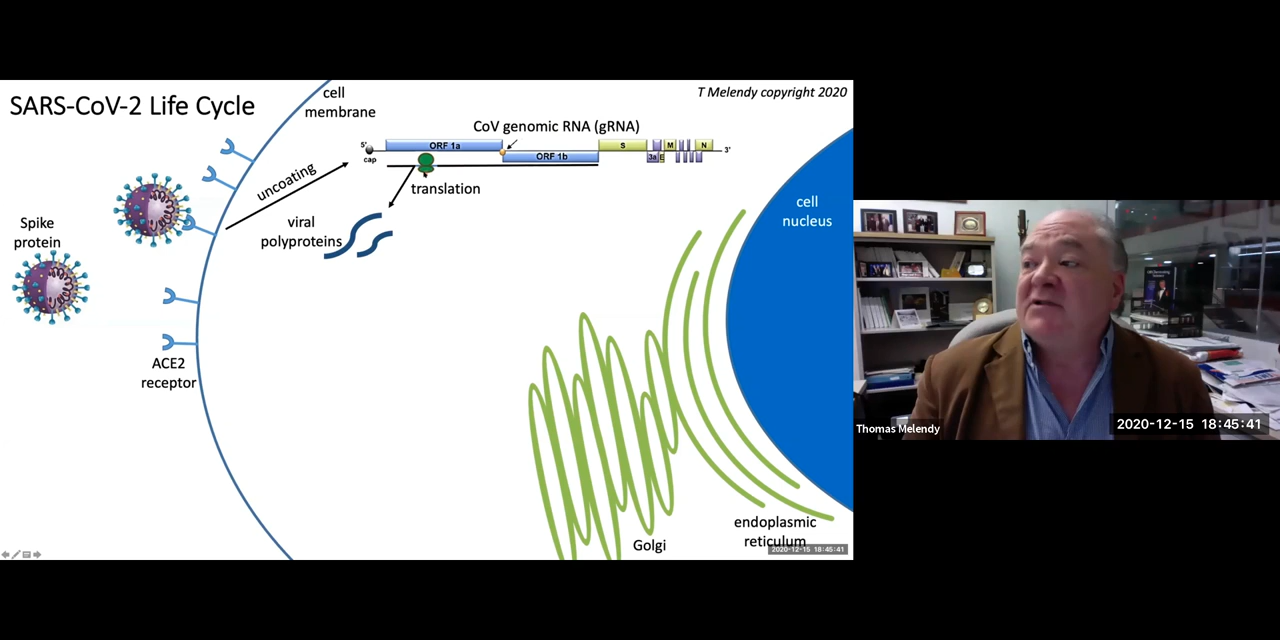 SARS-CoV-2 Life Cycle
cell
membrane
T Melendy copyright 2020
CoV genomic RNA (gRNA)
5'
cap
ORF 1a
ORF 1b
S
3a
E
M
N
3'
uncoating
translation
viral
polyproteins
Spike
protein
cell
nucleus
ACE2
receptor
Golgi
endoplasmic
reticulum
2020-12-15 18:45:41
Thomas Melendy
2020-12-15 18:45:41